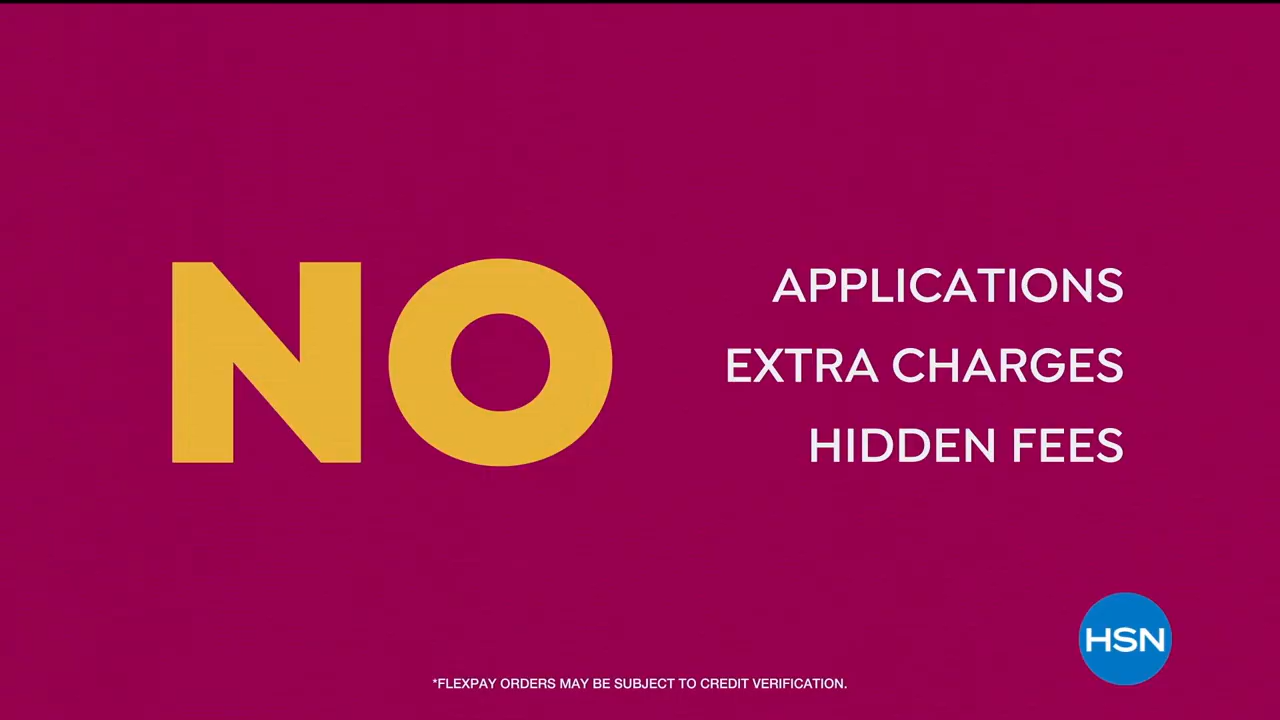 NO
APPLICATIONS
EXTRA CHARGES
HIDDEN FEES
HSN
*FLEXPAY ORDERS MAY BE SUBJECT TO CREDIT VERIFICATION.